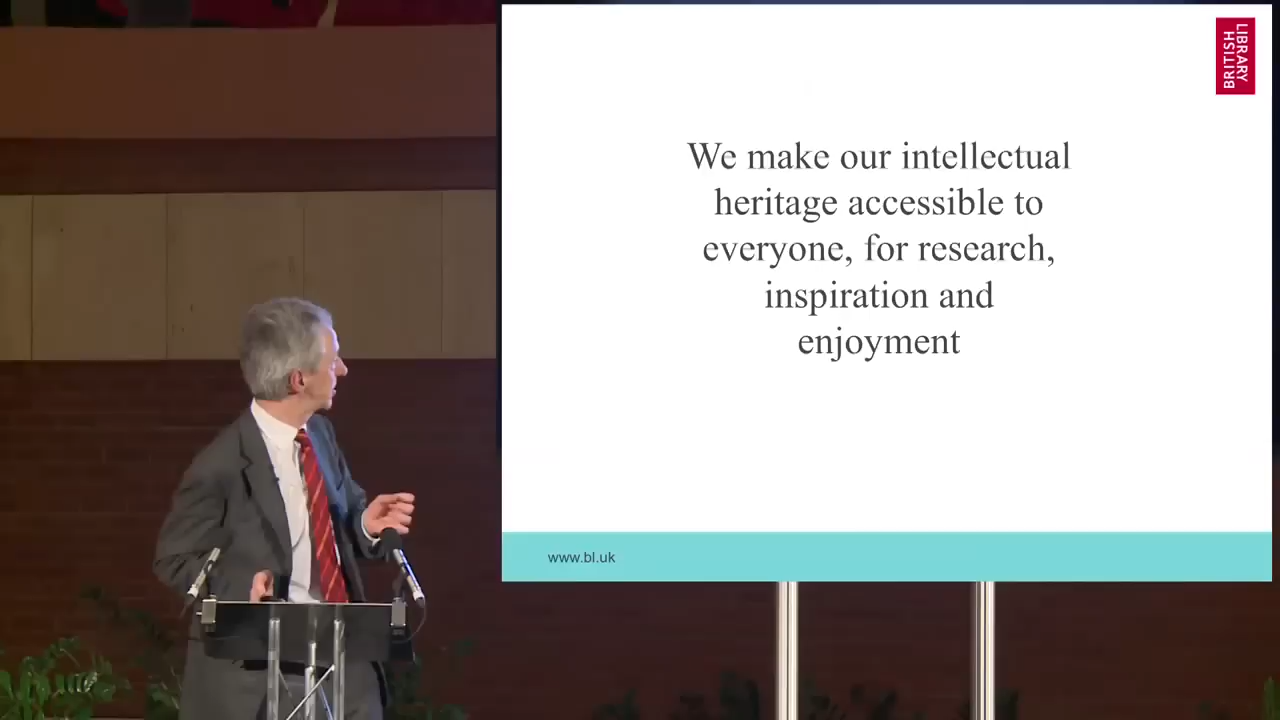 BRITISH
LIBRARY
We make our intellectual
heritage accessible to
everyone, for research,
inspiration and
enjoyment
www.bl.uk